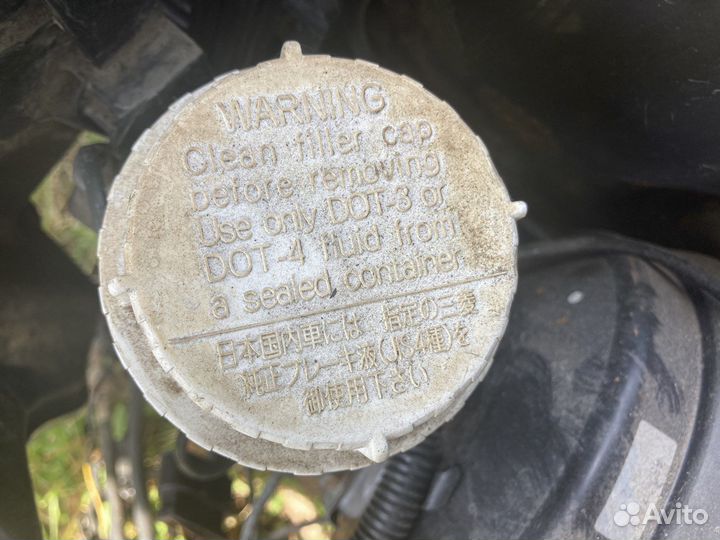 WARNING
Clean filler cap
before removing
Use only DOT-3 or
DOT-4 fluid from
a sealed container
日本国内車には 指定の三菱
純正ブレーキ液(JIS4種)を
御使用下さい
Avito